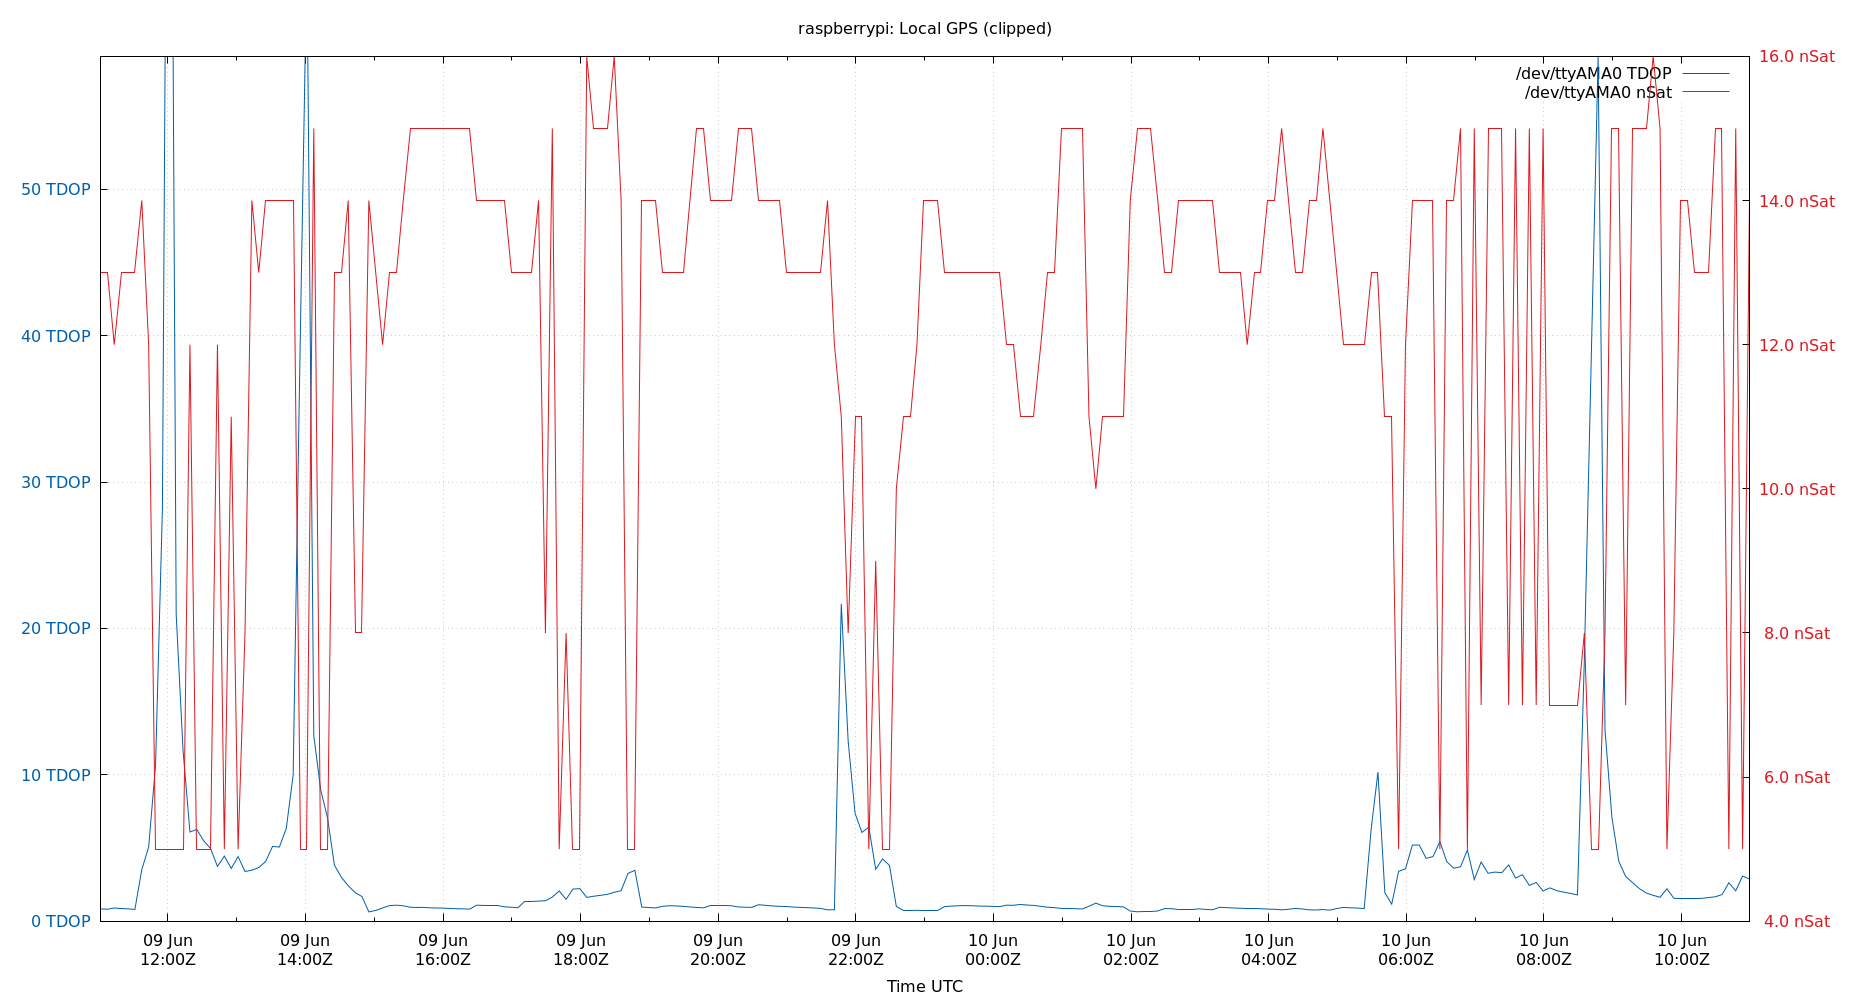 raspberrypi: Local GPS (clipped)
16.0 nSat
/dev/ttyAMA0 TDOP
/dev/ttyAMA0 nSat
50 TDOP
14.0 nSat
40 TDOP
12.0 nSat
30 TDOP
10.0 nSat
20 TDOP
8.0 nSat
10 TDOP
6.0 nSat
0 TDOP
4.0 nSat
09 Jun 09 Jun 09 Jun 09 Jun 09 Jun 09 Jun 10 Jun 10 Jun 10 Jun 10 Jun 10 Jun 10 Jun
12:00Z 14:00Z 16:00Z 18:00Z 20:00Z 22:00Z 00:00Z 02:00Z 04:00Z 06:00Z 08:00Z 10:00Z
Time UTC